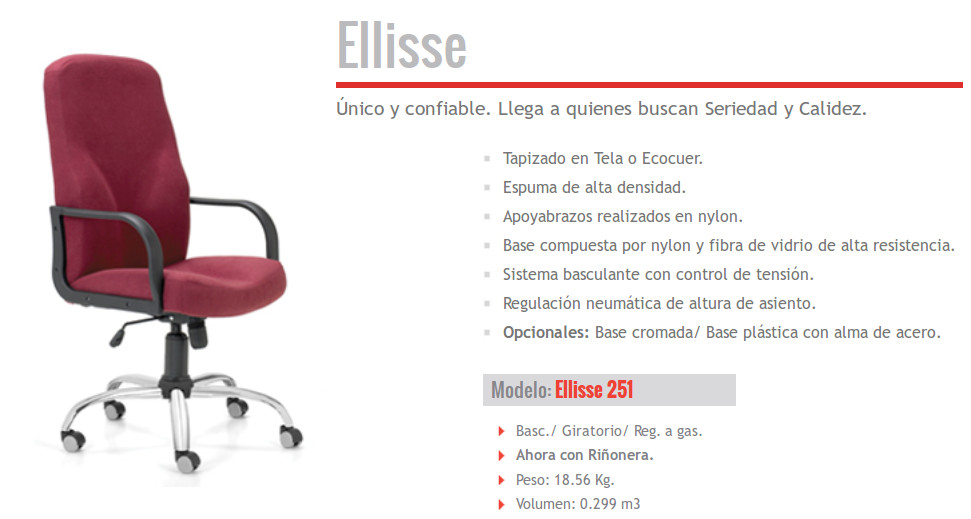 Ellisse
Único y confiable. Llega a quienes buscan Seriedad y Calidez.
Tapizado en Tela o Ecocuer.
Espuma de alta densidad.
Apoyabrazos realizados en nylon.
Base compuesta por nylon y fibra de vidrio de alta resistencia.
Sistema basculante con control de tensión.
Regulación neumática de altura de asiento.
Opcionales: Base cromada/ Base plástica con alma de acero.
Modelo: Ellisse 251
Basc./ Giratorio/ Reg. a gas.
Ahora con Riñonera.
Peso: 18.56 Kg.
Volumen: 0.299 m3